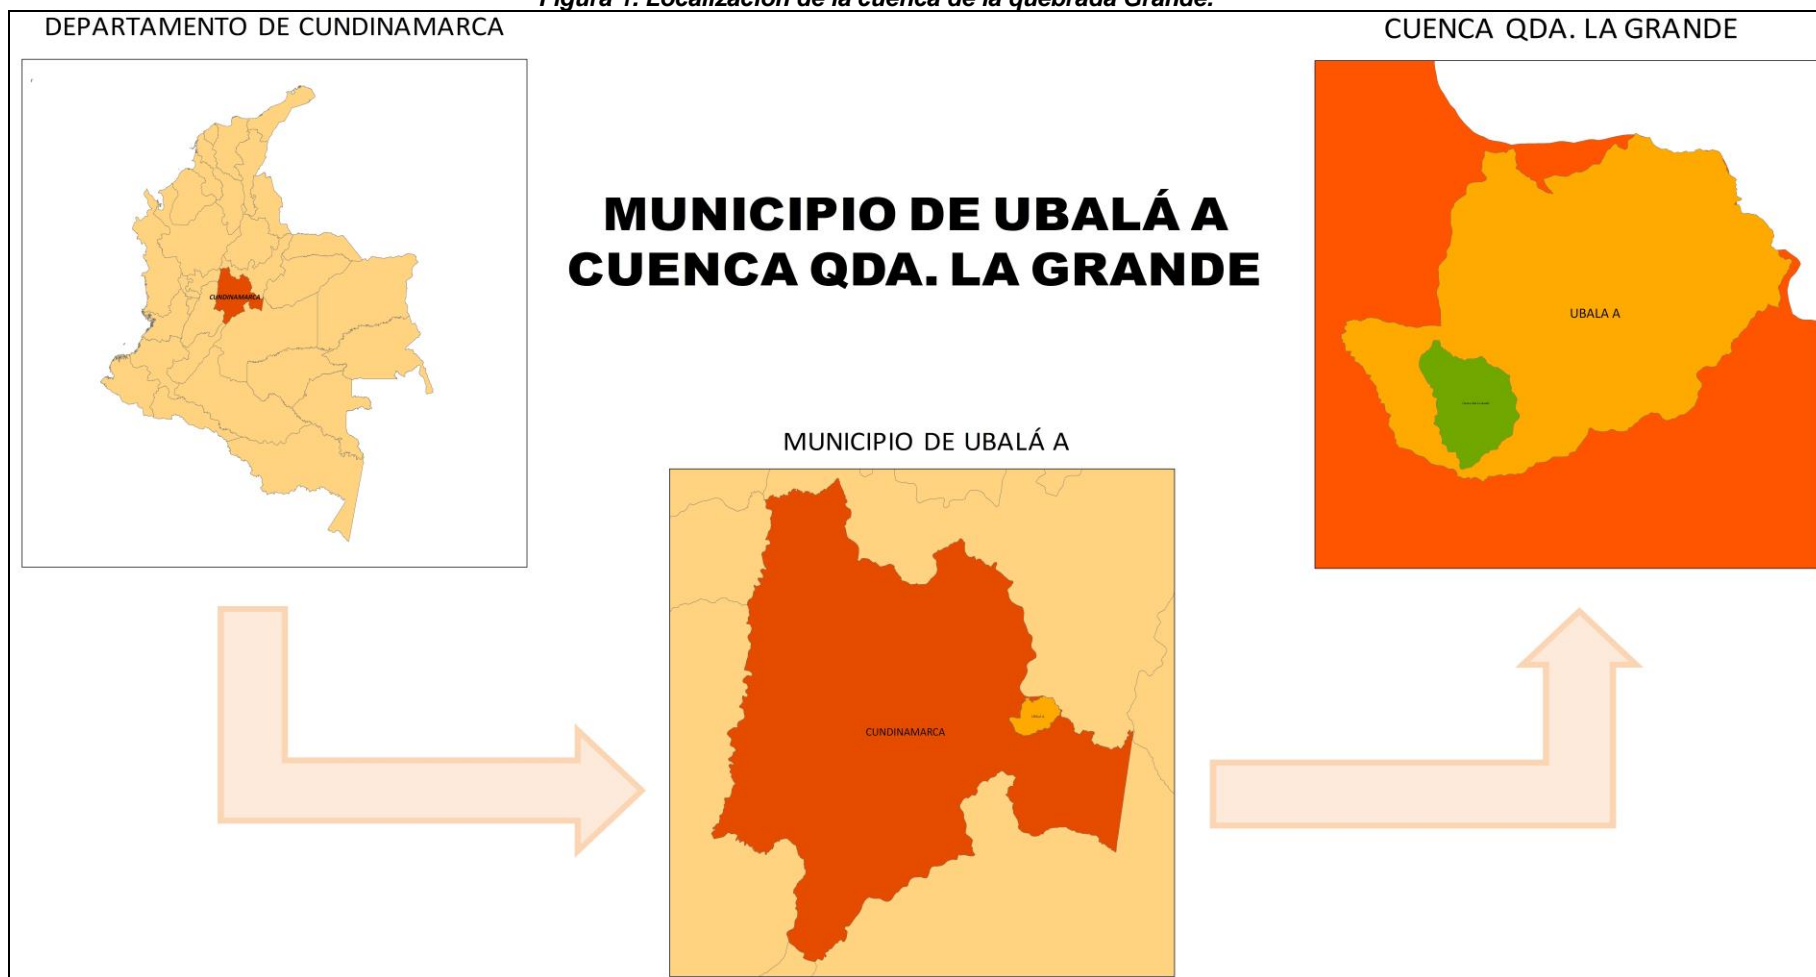 Figura 1. Localización de la cuenca de la quebrada Grande.
DEPARTAMENTO DE CUNDINAMARCA
CUENCA QDA. LA GRANDE
CUNDINAMARCA
MUNICIPIO DE UBALÁ A
CUENCA QDA. LA GRANDE
UBALA A
MUNICIPIO DE UBALÁ A
CUNDINAMARCA